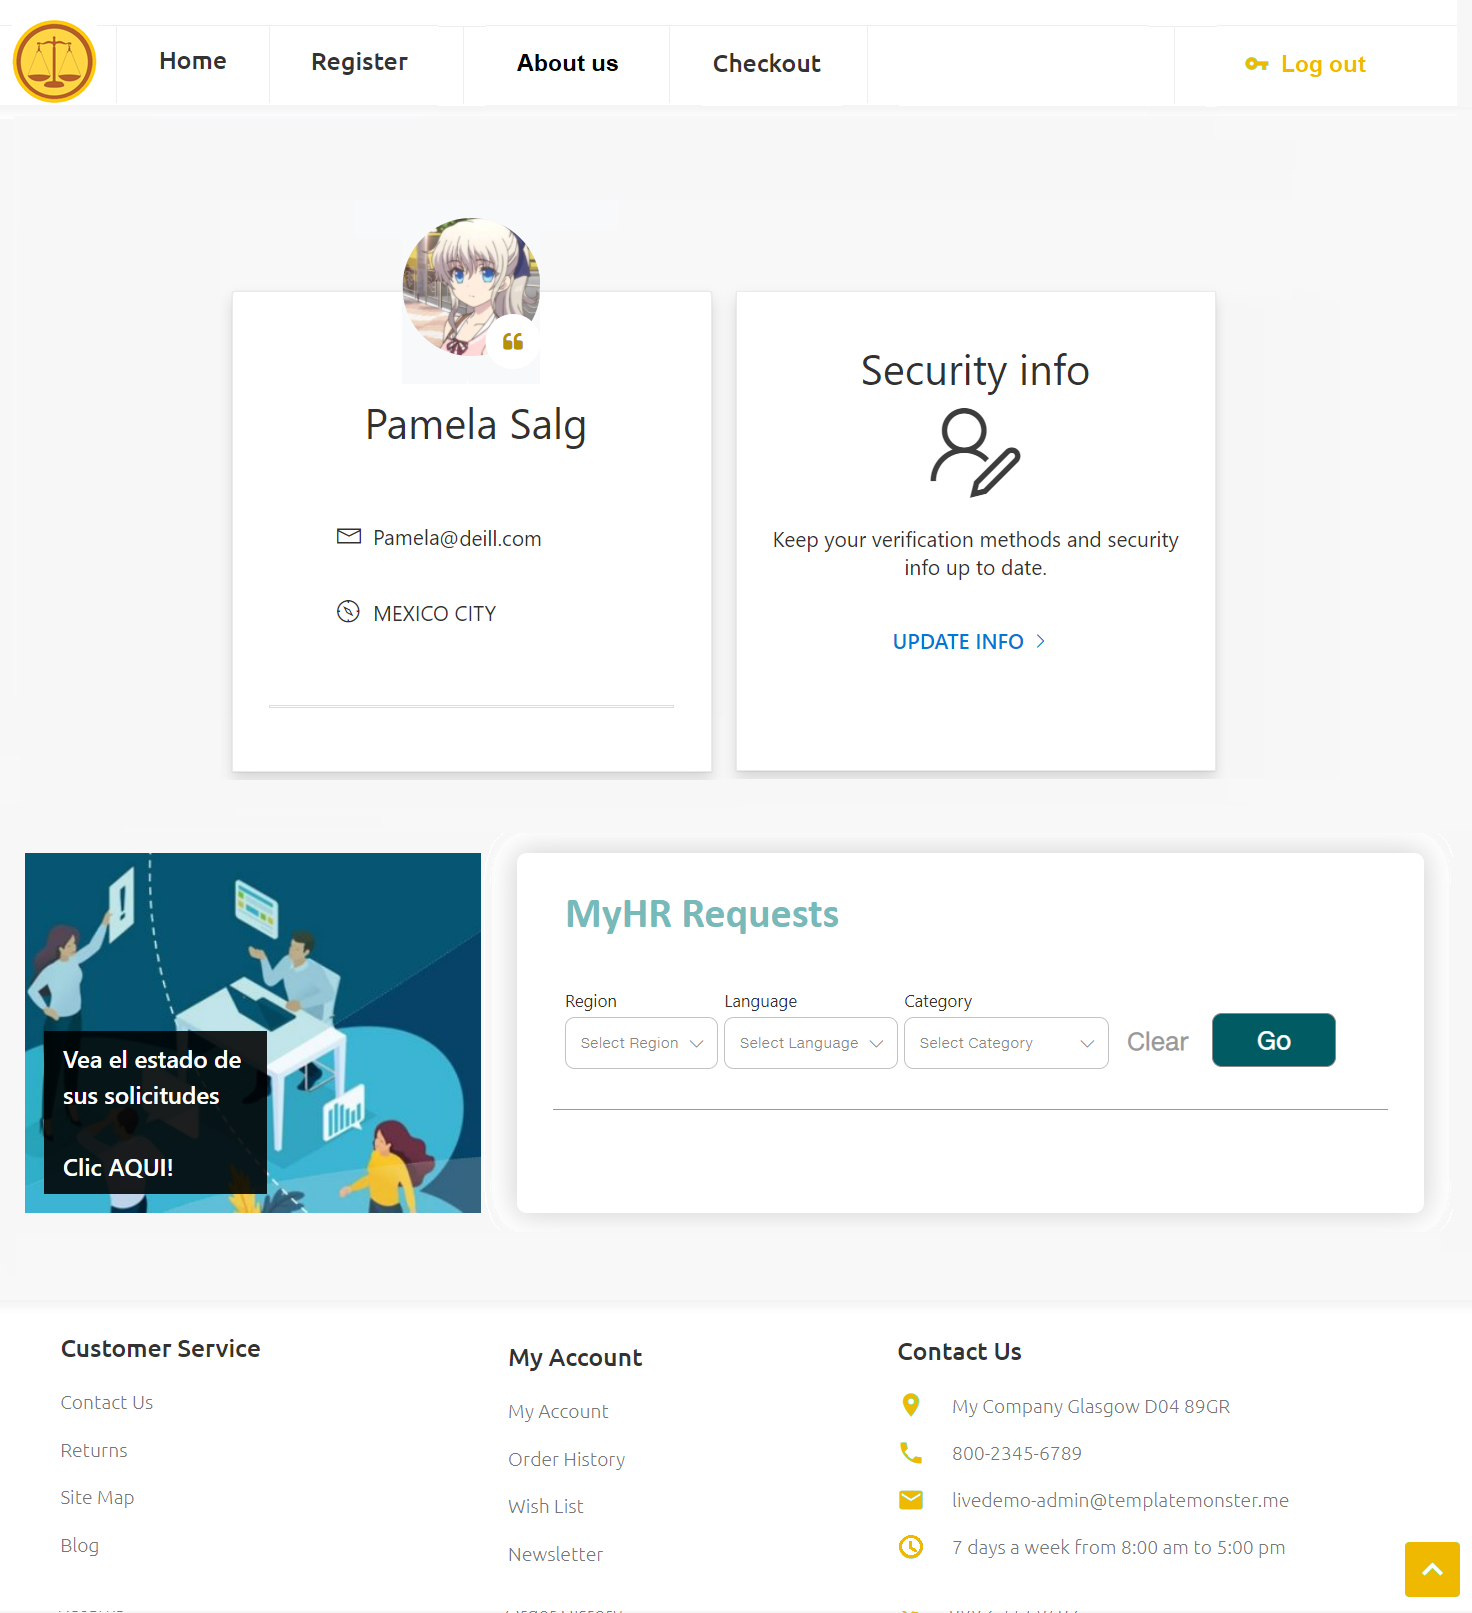 Home
Register
About us
Checkout
Log out
Pamela Salg
Pamela@deill.com
MEXICO CITY
Security info
Keep your verification methods and security
info up to date.
UPDATE INFO
Vea el estado de
sus solicitudes
Clic AQUI!
MyHR Requests
Region
Language
Category
Select Region
Select Language
Select Category
Clear
Go
Customer Service
Contact Us
Returns
Site Map
Blog
My Account
My Account
Order History
Wish List
Newsletter
Contact Us
My Company Glasgow D04 89GR
800-2345-6789
livedemo-admin@templatemonster.me
7 days a week from 8:00 am to 5:00 pm